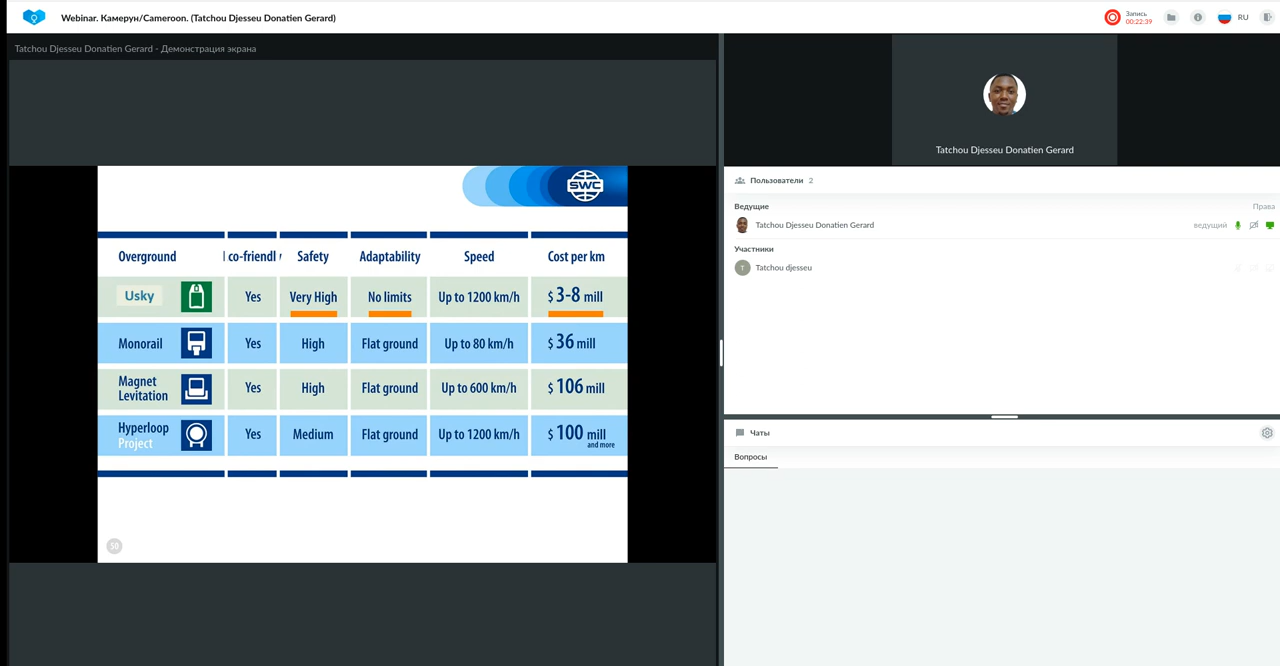 Webinar. Камерун/Cameroon. (Tatchou Djesseu Donatien Gerard)
Запись
00:22:39
RU
Tatchou Djesseu Donatien Gerard - Демонстрация экрана
SWC
Overground co-friendl Safety Adaptability Speed Cost per km
Usky Yes Very High No limits Up to 1200 km/h $ 3-8 mill
Monorail Yes High Flat ground Up to 80 km/h $ 36 mill
Magnet
Levitation Yes High Flat ground Up to 600 km/h $ 106 mill
Hyperloop
Project Yes Medium Flat ground Up to 1200 km/h $ 100 mill
and more
50
Tatchou Djesseu Donatien Gerard
Пользователи 2
Ведущие Права
Tatchou Djesseu Donatien Gerard ведущий
Участники
T Tatchou djesseu
Чаты
Вопросы